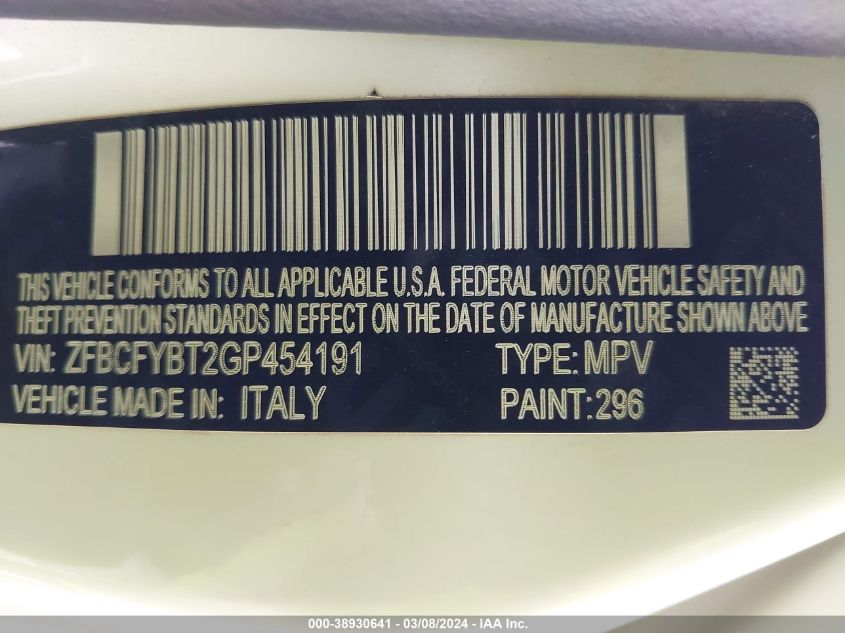 THIS VEHICLE CONFORMS TO ALL APPLICABLE U.S.A. FEDERAL MOTOR VEHICLE SAFETY AND
THEFT PREVENTION STANDARDS IN EFFECT ON THE DATE OF MANUFACTURE SHOWN ABOVE
VIN: ZFBCFYBT2GP454191 TYPE: MPV
VEHICLE MADE IN: ITALY PAINT: 296
000-38930641 - 03/08/2024 - IAA Inc.